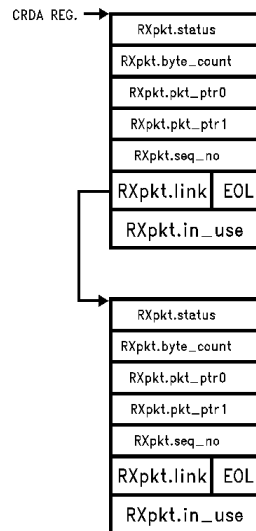 CRDA REG.
RXpkt.status
RXpkt.byte_count
RXpkt.pkt_ptr0
RXpkt.pkt_ptr1
RXpkt.seq_no
RXpkt.link EOL
RXpkt.in_use
RXpkt.status
RXpkt.byte_count
RXpkt.pkt_ptr0
RXpkt.pkt_ptr1
RXpkt.seq_no
RXpkt.link EOL
RXpkt.in_use